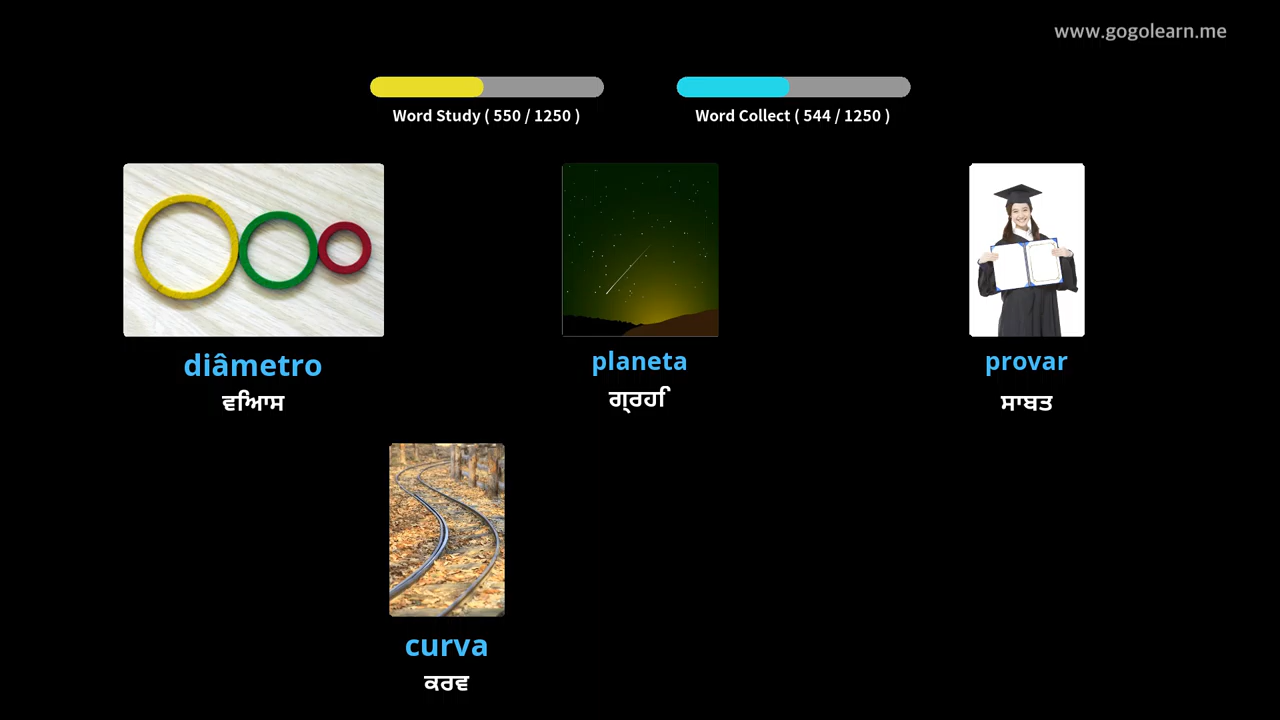 www.gogolearn.me
Word Study ( 550 / 1250 )
Word Collect ( 544 / 1250 )
diâmetro
planeta
provar
ਵਿਆਸ
ਗ੍ਰਹਿ
ਸਾਬਤ
curva
ਕਰਵ